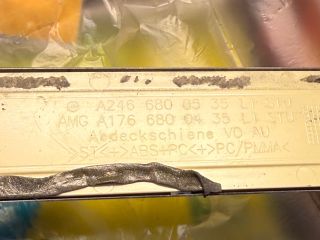 A246 680 05 35 LI STU
AMG A176 680 04 35 LI STU
Abdeckschiene VO AU
>ST<+>ABS+PC<+>PC/PMMA<